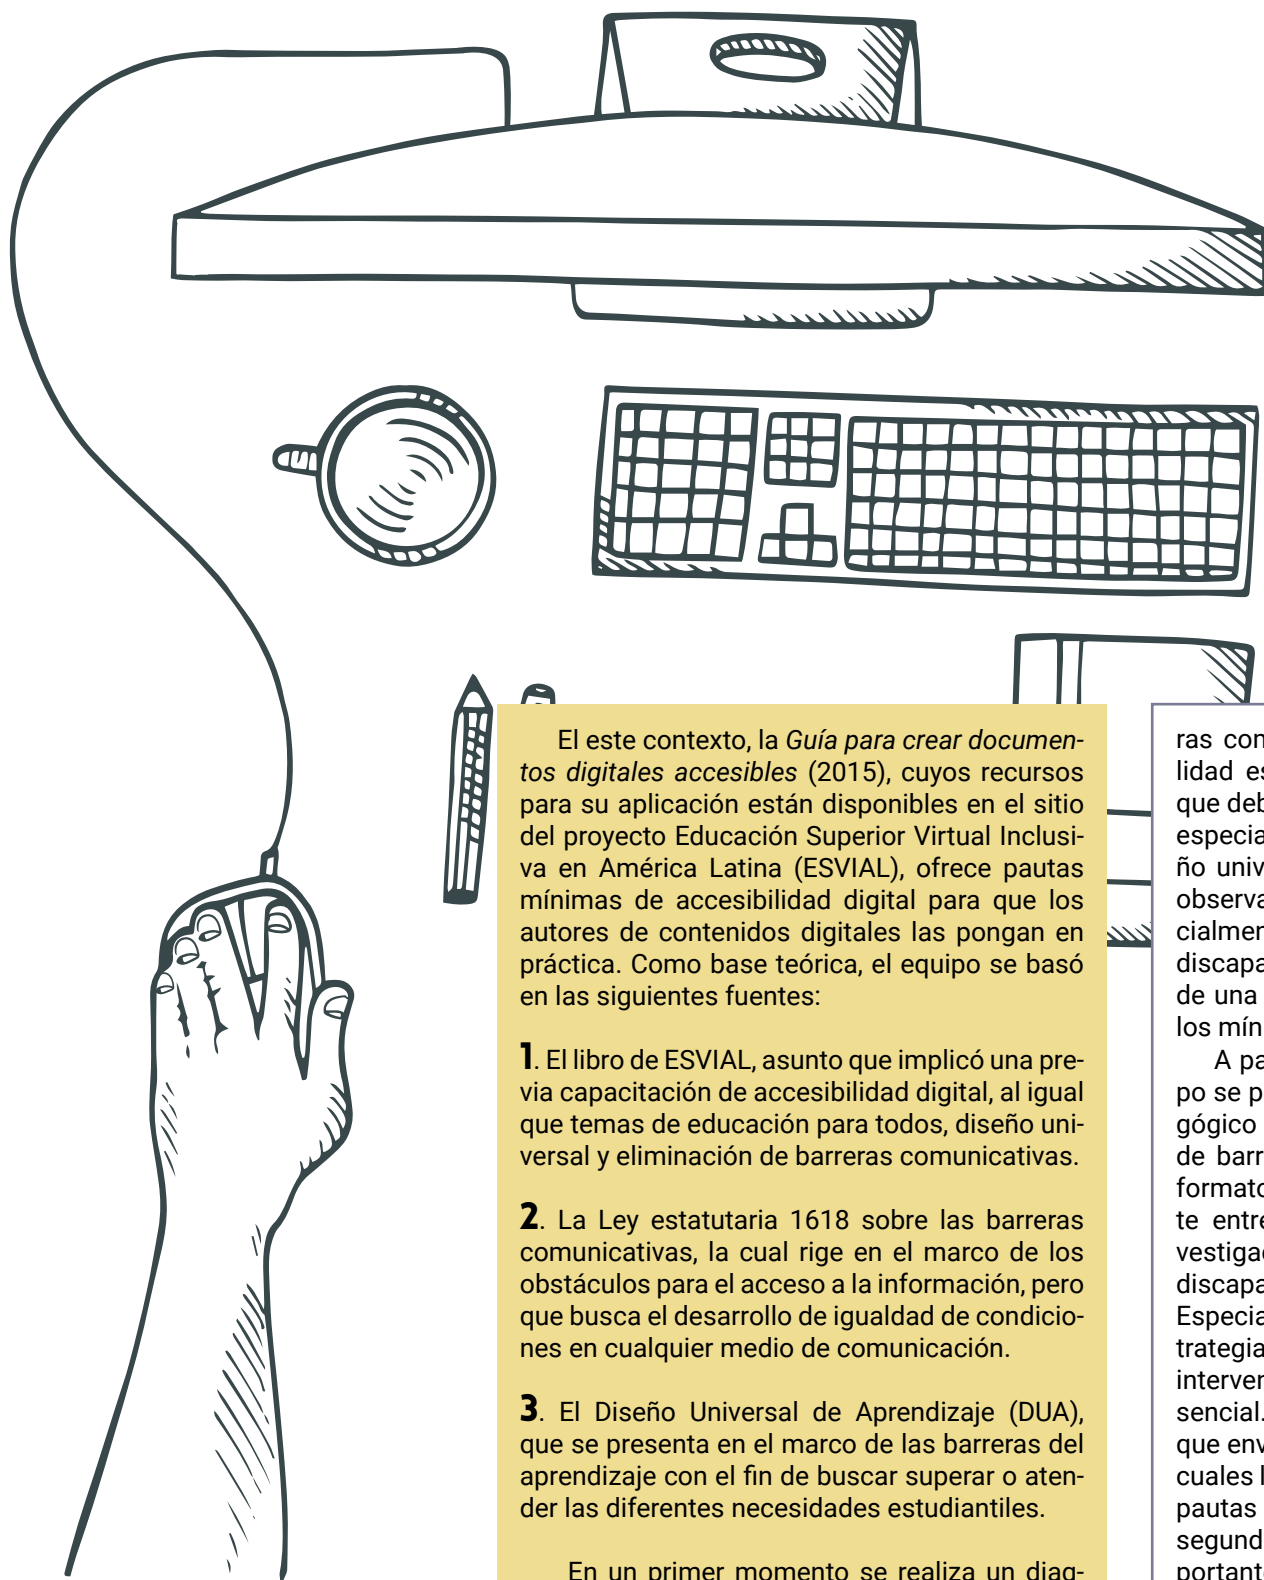 El este contexto, la Guía para crear documen-
tos digitales accesibles (2015), cuyos recursos
para su aplicación están disponibles en el sitio
del proyecto Educación Superior Virtual Inclusi-
va en América Latina (ESVIAL), ofrece pautas
mínimas de accesibilidad digital para que los
autores de contenidos digitales las pongan en
práctica. Como base teórica, el equipo se basó
en las siguientes fuentes:
1. El libro de ESVIAL, asunto que implicó una pre-
via capacitación de accesibilidad digital, al igual
que temas de educación para todos, diseño uni-
versal y eliminación de barreras comunicativas.
2. La Ley estatutaria 1618 sobre las barreras
comunicativas, la cual rige en el marco de los
obstáculos para el acceso a la información, pero
que busca el desarrollo de igualdad de condicio-
nes en cualquier medio de comunicación.
3. El Diseño Universal de Aprendizaje (DUA),
que se presenta en el marco de las barreras del
aprendizaje con el fin de buscar superar o aten-
der las diferentes necesidades estudiantiles.
En un primer momento se realiza un diag-
ras con
lidad es
que deb
especia
ño univ
observa
cialmen
discapa
de una
los mín
A pa
po se p
gógico
de barr
formato
te entre
vestigac
discapa
Especia
trategia
interven
sencial.
que env
cuales l
pautas
segund
portante